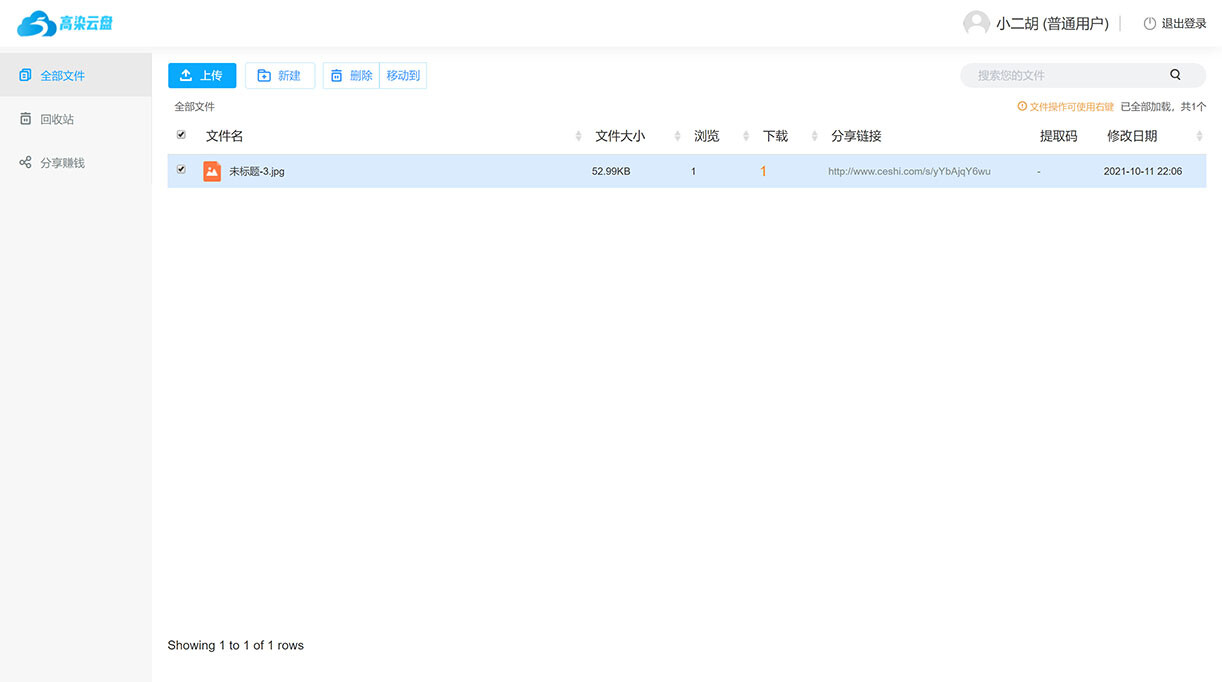 高染云盘
小二胡 (普通用户)
退出登录
全部文件
回收站
分享赚钱
上传
新建
删除
移动到
搜索您的文件
全部文件
文件操作可使用右键 已全部加载，共1个
文件名 文件大小 浏览 下载 分享链接 提取码 修改日期
未标题-3.jpg 52.99KB 1 1 http://www.ceshi.com/s/yYbAjqY6wu - 2021-10-11 22:06
Showing 1 to 1 of 1 rows